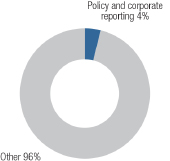 Policy and corporate
reporting 4%
Other 96%